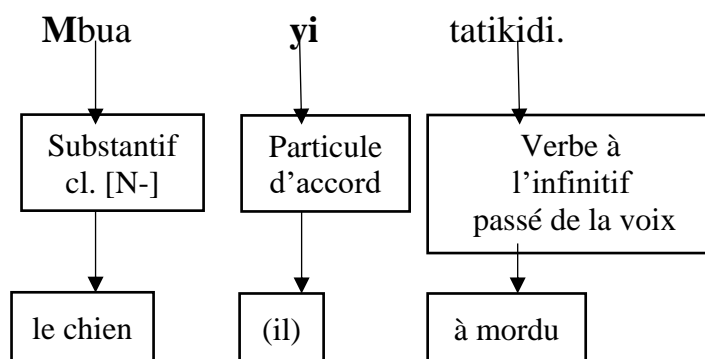 Mbua yi tatikidi.
Substantif
cl. [N-]
Particule
d’accord
Verbe à
l’infinitif
passé de la voix
le chien
(il)
à mordu